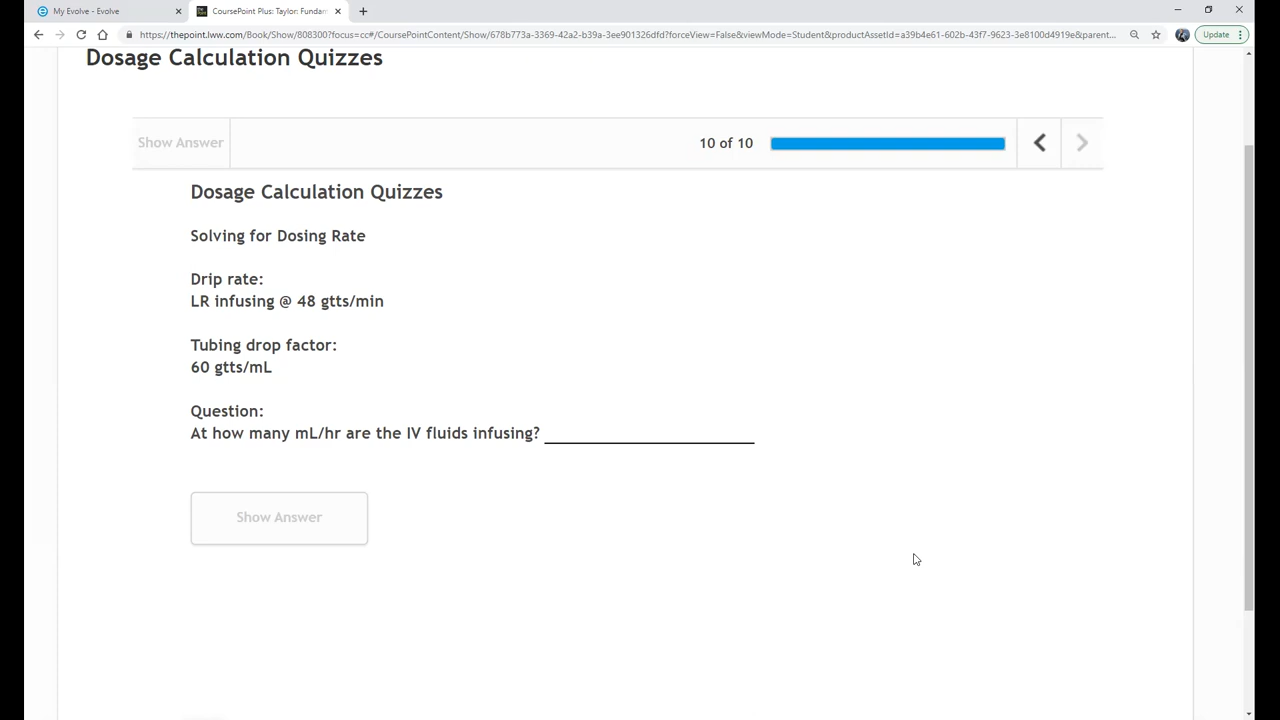 My Evolve - Evolve
CoursePoint Plus: Taylor: Fundam
https://thepoint.lww.com/Book/Show/808300?focus=cc#/CoursePointContent/Show/678b773a-3369-42a2-b39a-3ee901326dfd?forceView=False&viewMode=Student&productAssetId=a39b4e61-602b-43f7-9623-3e8100d4919e&parent...
Update
Dosage Calculation Quizzes
Show Answer
10 of 10
Dosage Calculation Quizzes
Solving for Dosing Rate
Drip rate:
LR infusing @ 48 gtts/min
Tubing drop factor:
60 gtts/mL
Question:
At how many mL/hr are the IV fluids infusing?
Show Answer